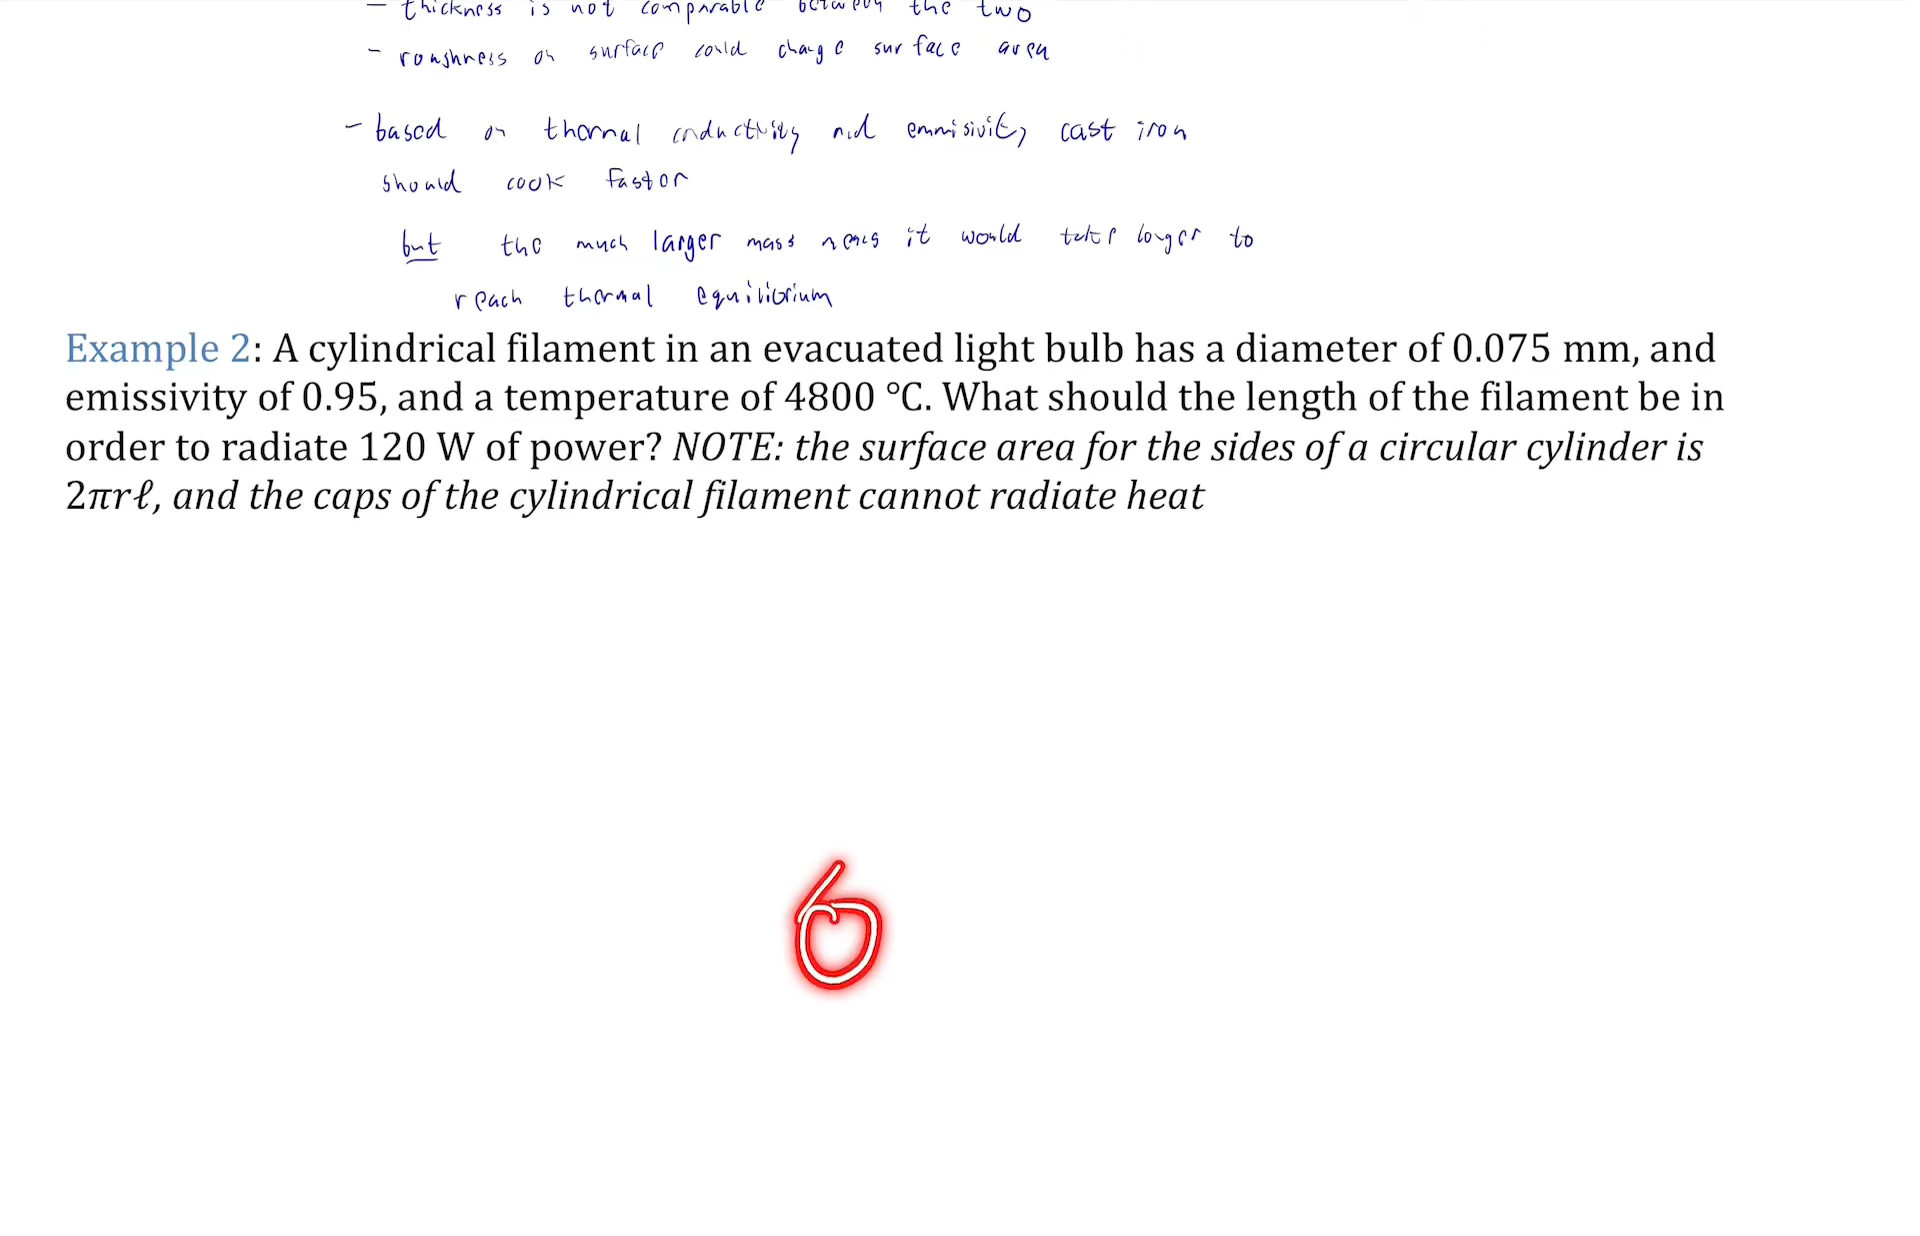 - thickness is not comparable between the two
- roughness on surface could change surface area
- based on thermal conductivity and emmisivity cast iron
should cook faster
but the much larger mass means it would take longer to
reach thermal equilibrium
Example 2: A cylindrical filament in an evacuated light bulb has a diameter of 0.075 mm, and
emissivity of 0.95, and a temperature of 4800 °C. What should the length of the filament be in
order to radiate 120 W of power? NOTE: the surface area for the sides of a circular cylinder is
2πrℓ, and the caps of the cylindrical filament cannot radiate heat